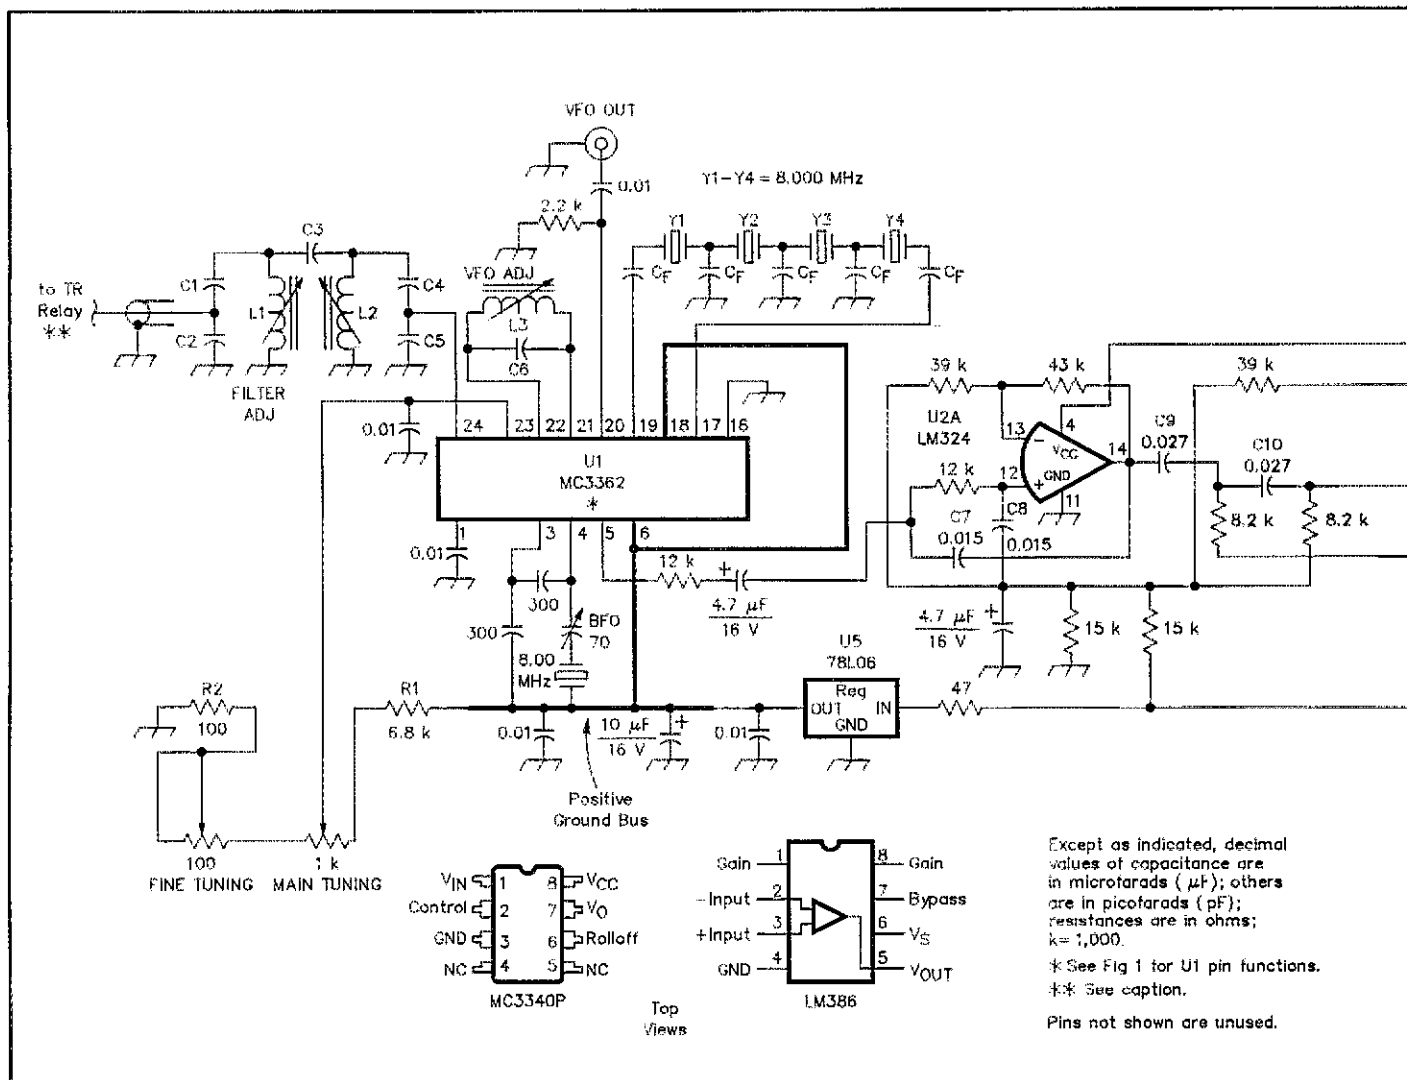 VFO OUT
0.01
Y1–Y4 = 8.000 MHz
2.2 k
Y1
Y2
Y3
Y4
C3
VFO ADJ
CF
CF
CF
CF
CF
to TR
Relay
**
C1
C4
L1
L2
L3
C2
C5
C6
FILTER
ADJ
39 k
43 k
39 k
0.01
24
23
22
21
20
19
18
17
16
U2A
LM324
13
4
VCC
14
C9
0.027
C10
0.027
U1
MC3362
*
12 k
12
GND
11
C8
0.015
8.2 k
8.2 k
1
3
4
5
6
0.01
C7
0.015
12 k
+
4.7 µF
16 V
300
300
BFO
70
4.7 µF
16 V
+
15 k
15 k
8.00
MHz
U5
78L06
Reg
OUT
IN
GND
47
R2
100
R1
6.8 k
0.01
10 µF
16 V
+
0.01
Positive
Ground Bus
100
1 k
FINE TUNING
MAIN TUNING
VIN
1
8
VCC
Control
2
7
VO
GND
3
6
Rolloff
NC
4
5
NC
MC3340P
Top
Views
Gain
1
8
Gain
-Input
2
7
Bypass
+Input
3
6
VS
GND
4
5
VOUT
LM386
Except as indicated, decimal
values of capacitance are
in microfarads ( µF); others
are in picofarads ( pF);
resistances are in ohms;
k= 1,000.
* See Fig 1 for U1 pin functions.
** See caption.
Pins not shown are unused.